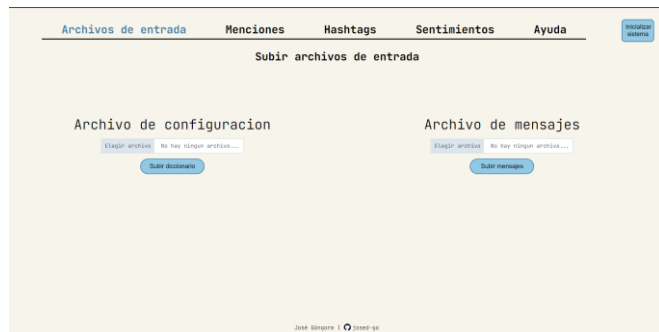 Archivos de entrada Menciones Hashtags Sentimientos Ayuda
Inicializar
sistema
Subir archivos de entrada
Archivo de configuracion
Elegir archivo No hay ningun archivo...
Subir diccionario
Archivo de mensajes
Elegir archivo No hay ningun archivo...
Subir mensajes
José Góngora | josed-go